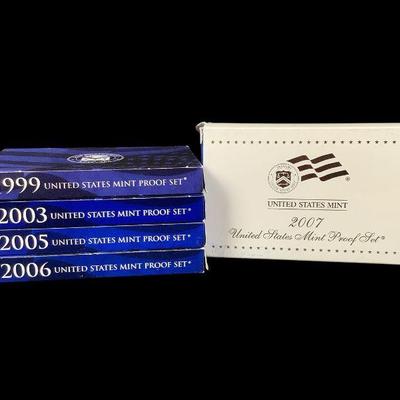 1999 UNITED STATES MINT PROOF SET®
2003 UNITED STATES MINT PROOF SET®
2005 UNITED STATES MINT PROOF SET®
2006 UNITED STATES MINT PROOF SET®
UNITED STATES MINT
2007
United States Mint Proof Set®